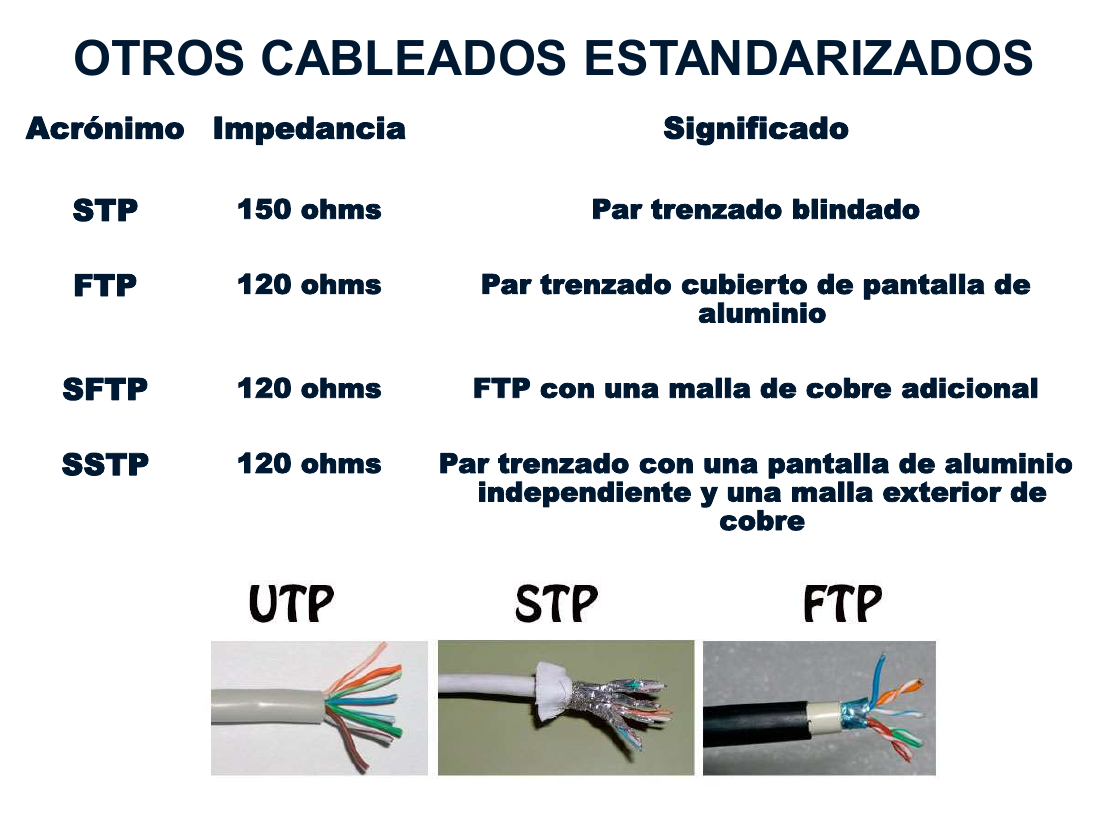 OTROS CABLEADOS ESTANDARIZADOS
Acrónimo Impedancia Significado
STP 150 ohms Par trenzado blindado
FTP 120 ohms Par trenzado cubierto de pantalla de
aluminio
SFTP 120 ohms FTP con una malla de cobre adicional
SSTP 120 ohms Par trenzado con una pantalla de aluminio
independiente y una malla exterior de
cobre
UTP STP FTP